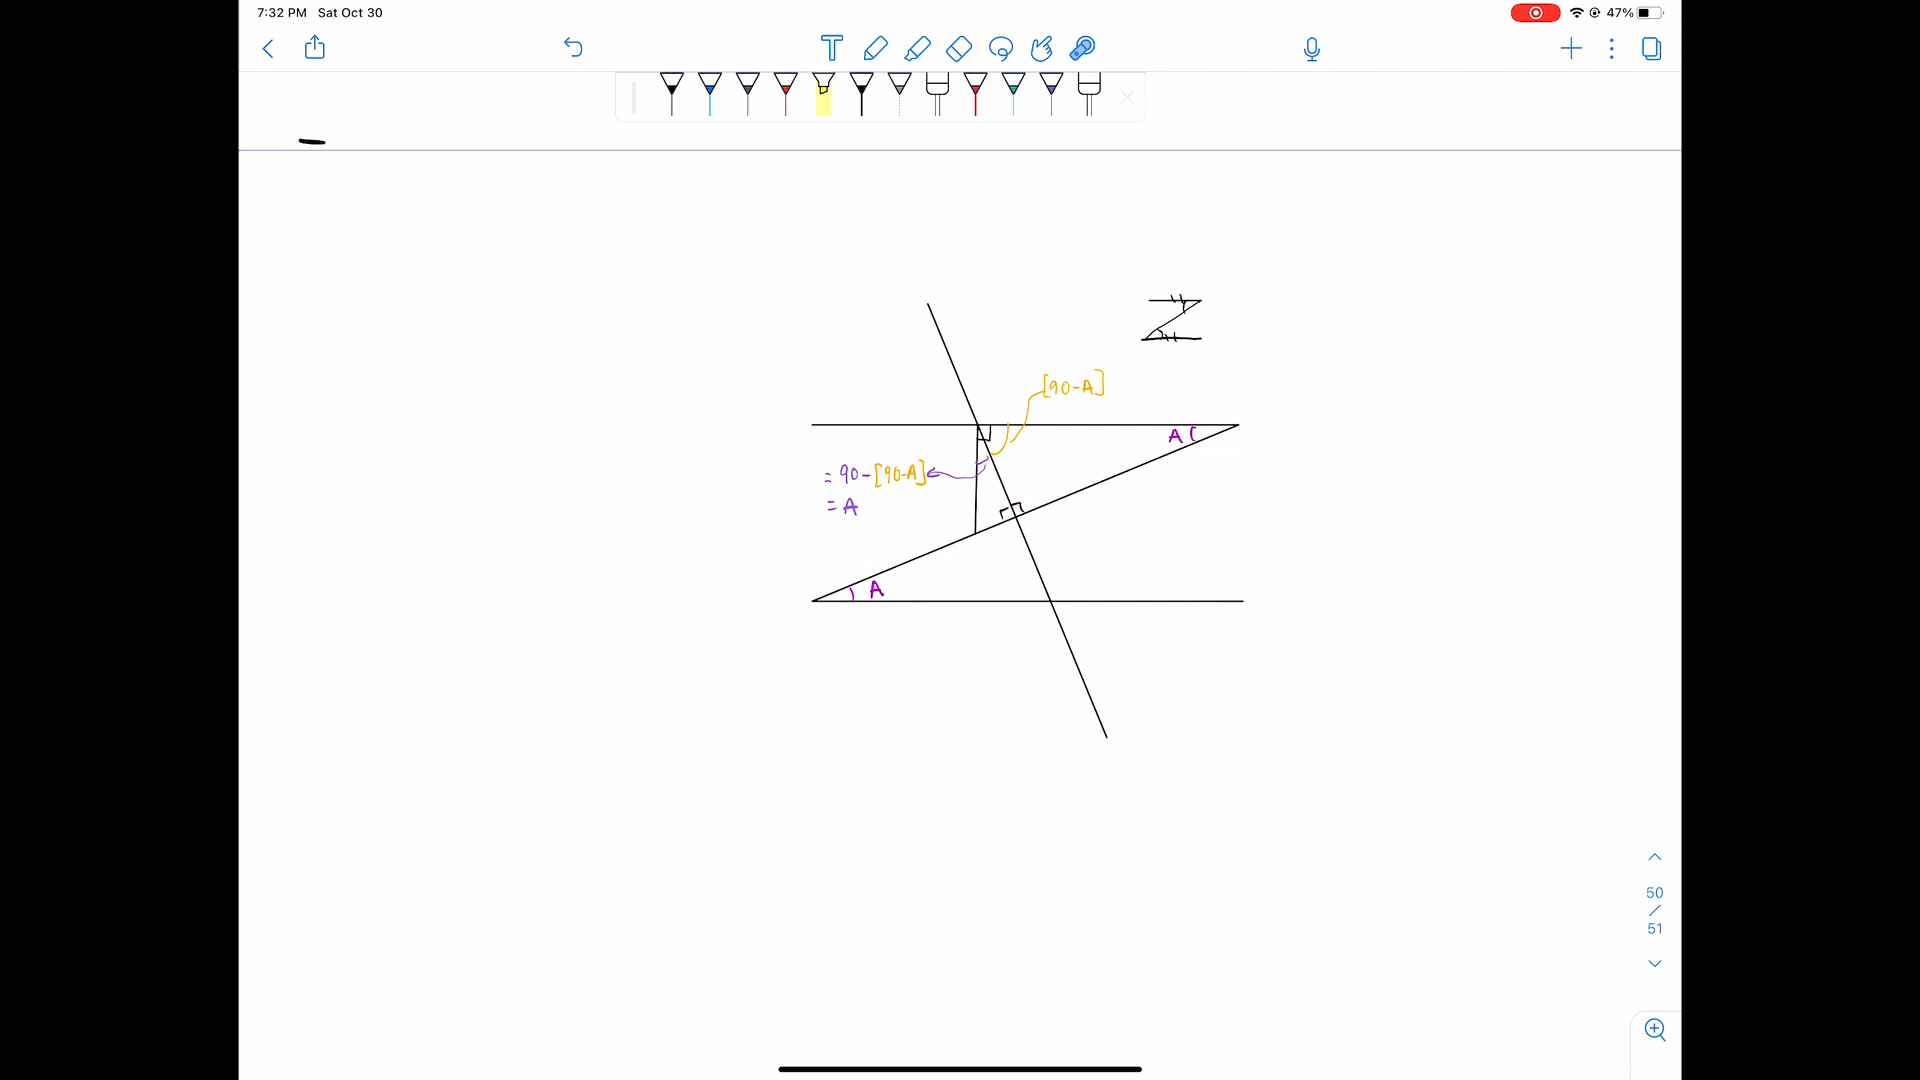 7:32 PM Sat Oct 30
47%
T
Z
[90-A]
A
= 90-[90-A]
= A
A
50
/
51